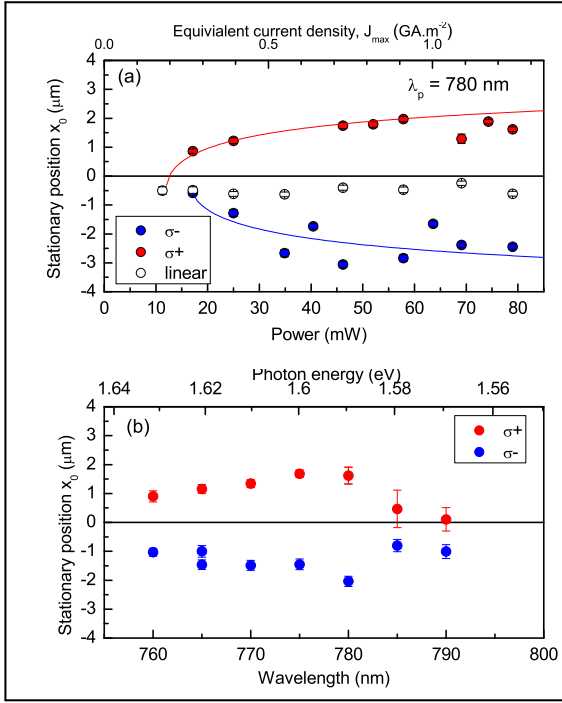 Equivialent current density, J_max (GA.m⁻²)
0.0 0.5 1.0
(a)
λ_p = 780 nm
4
3
2
1
0
-1
-2
-3
-4
Stationary position x₀ (µm)
σ-
σ+
linear
0 10 20 30 40 50 60 70 80
Power (mW)
Photon energy (eV)
1.64 1.62 1.6 1.58 1.56
(b)
σ+
σ-
4
3
2
1
0
-1
-2
-3
-4
Stationary position x₀ (µm)
760 770 780 790 800
Wavelength (nm)